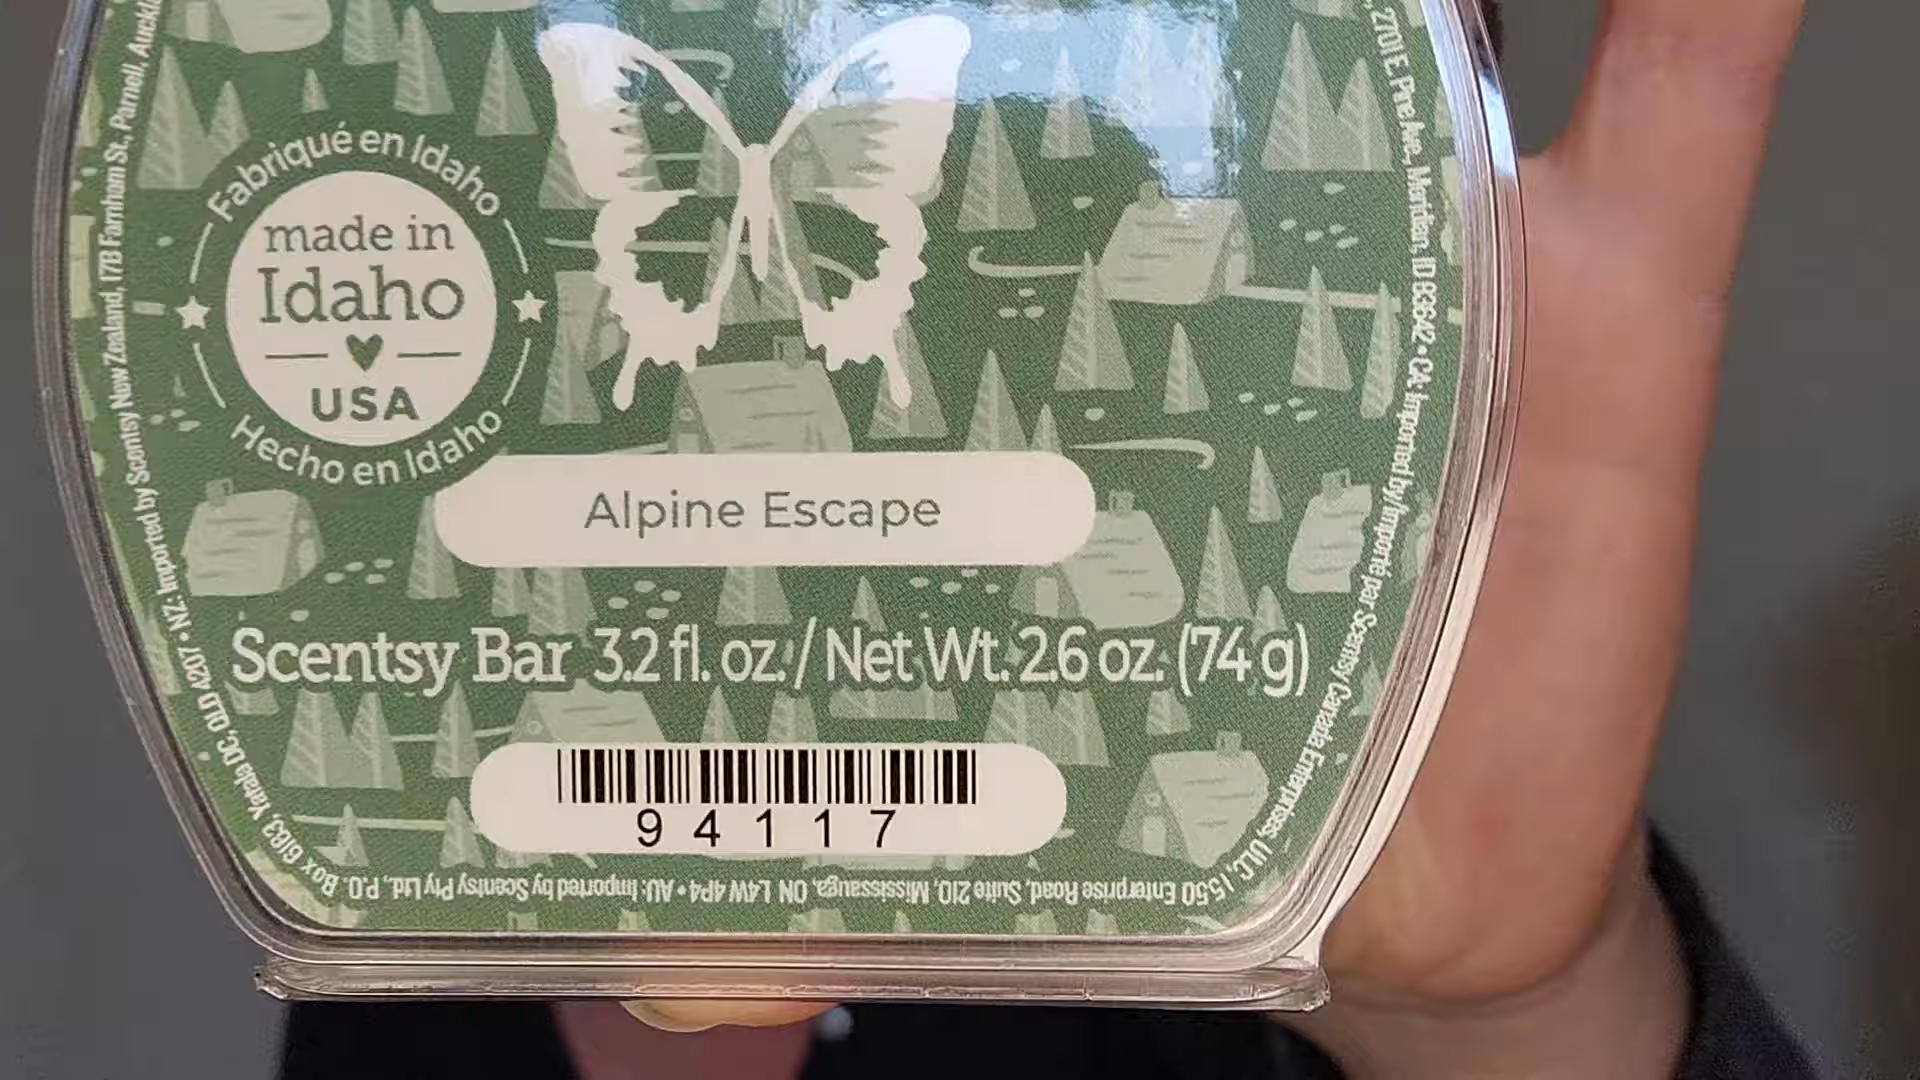 Fabriqué en Idaho
made in
Idaho
USA
Hecho en Idaho
Alpine Escape
Scentsy Bar 3.2 fl. oz. / Net Wt. 2.6 oz. (74 g)
94117
, 2701 E. Pine Ave., Meridian, ID 83642 • CA: Imported by/Importé par Scentsy Canada Enterprises, ULC, 1550 Enterprise Road, Suite 210, Mississauga, ON L4W 4P4 • AU: Imported by Scentsy Pty Ltd., P.O. Box 6183, Yatala DC, QLD 4207 • NZ: Imported by Scentsy New Zealand, 17B Farnham St., Parnell,